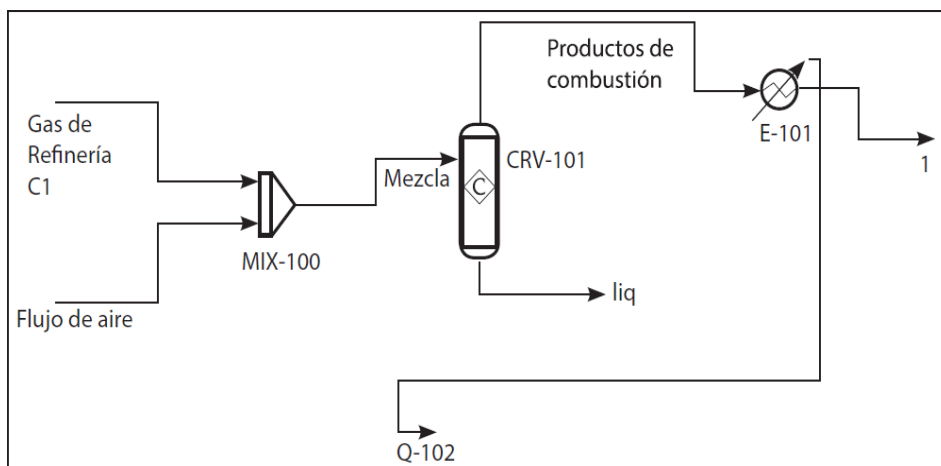 Productos de
combustión
E-101
1
Gas de
Refinería
C1
Mezcla
CRV-101
C
MIX-100
liq
Flujo de aire
Q-102